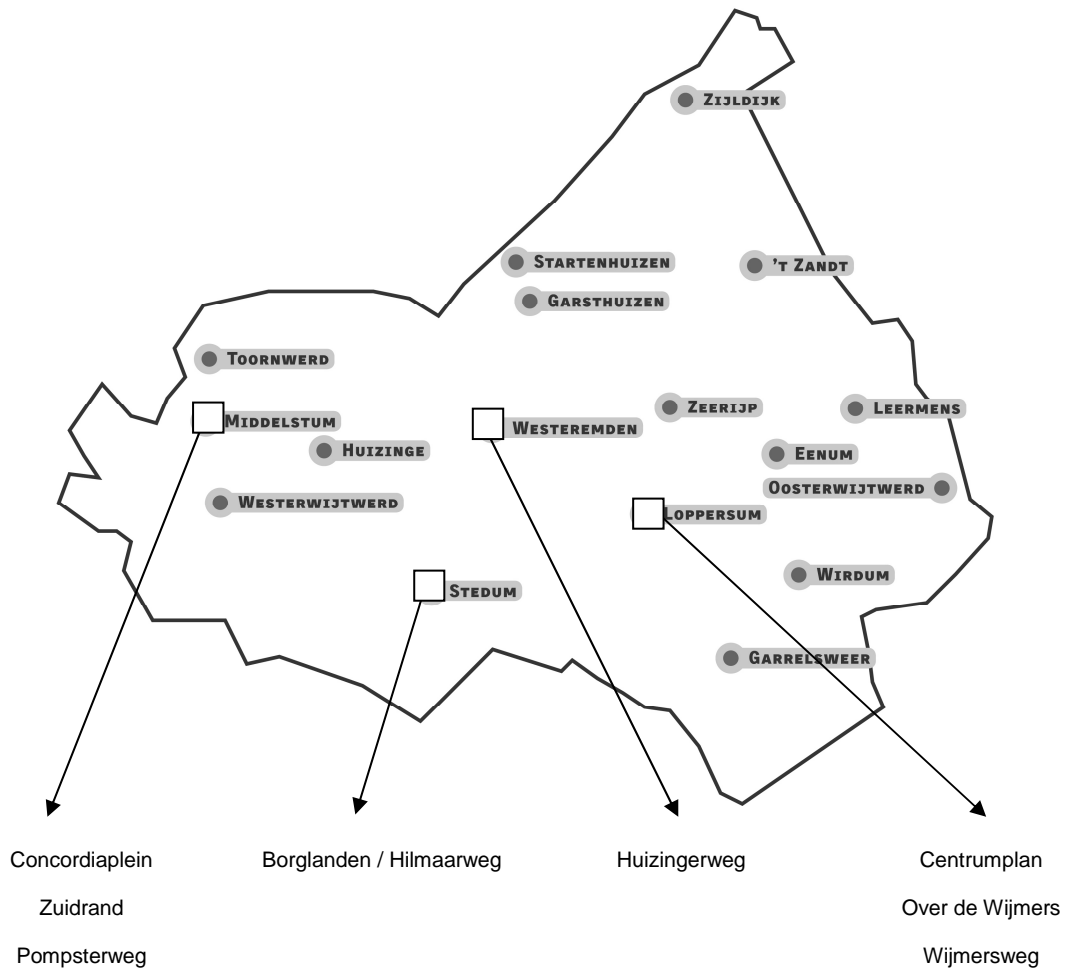 Zijldijk
Startenhuizen
't Zandt
Garsthuizen
Toornwerd
Zeerijp
Leermens
Middelstum
Westeremden
Huizinge
Eenum
Oosterwijtwerd
Westerwijtwerd
Loppersum
Wirdum
Stedum
Garrelsweer
Concordiaplein
Zuidrand
Pompsterweg
Borglanden / Hilmaarweg
Huizingerweg
Centrumplan
Over de Wijmers
Wijmersweg